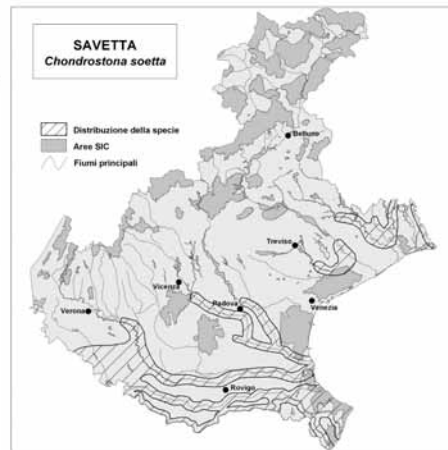 SAVETTA
Chondrostona soetta
Distribuzione della specie
Aree SIC
Fiumi principali
Belluno
Treviso
Vicenza
Padova
Venezia
Verona
Rovigo